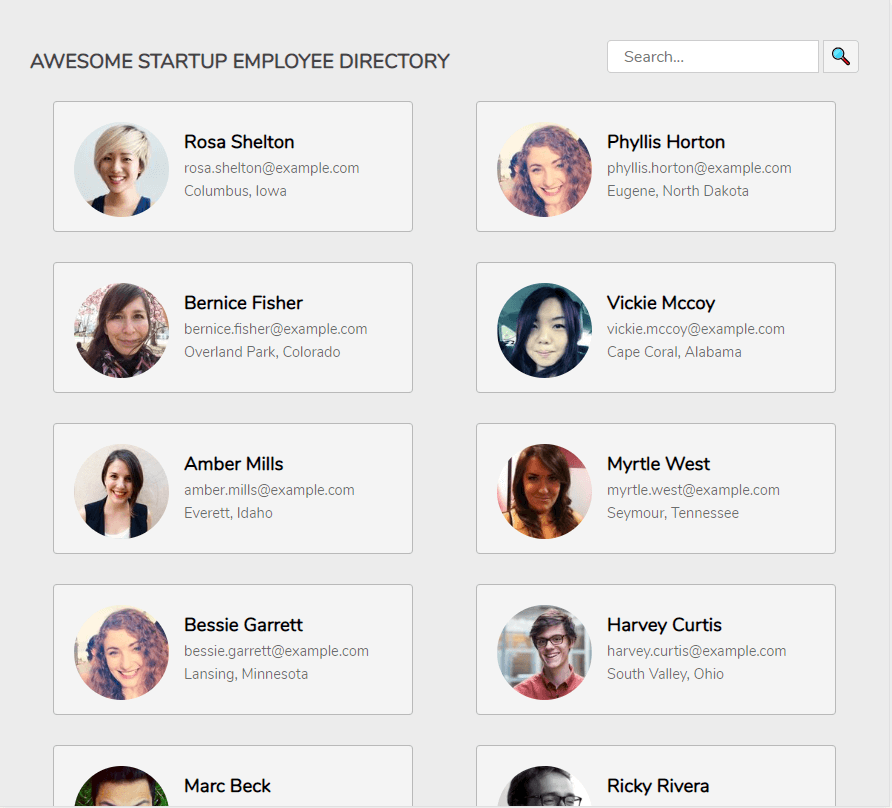 AWESOME STARTUP EMPLOYEE DIRECTORY
Search...
Rosa Shelton
rosa.shelton@example.com
Columbus, Iowa
Phyllis Horton
phyllis.horton@example.com
Eugene, North Dakota
Bernice Fisher
bernice.fisher@example.com
Overland Park, Colorado
Vickie Mccoy
vickie.mccoy@example.com
Cape Coral, Alabama
Amber Mills
amber.mills@example.com
Everett, Idaho
Myrtle West
myrtle.west@example.com
Seymour, Tennessee
Bessie Garrett
bessie.garrett@example.com
Lansing, Minnesota
Harvey Curtis
harvey.curtis@example.com
South Valley, Ohio
Marc Beck
Ricky Rivera